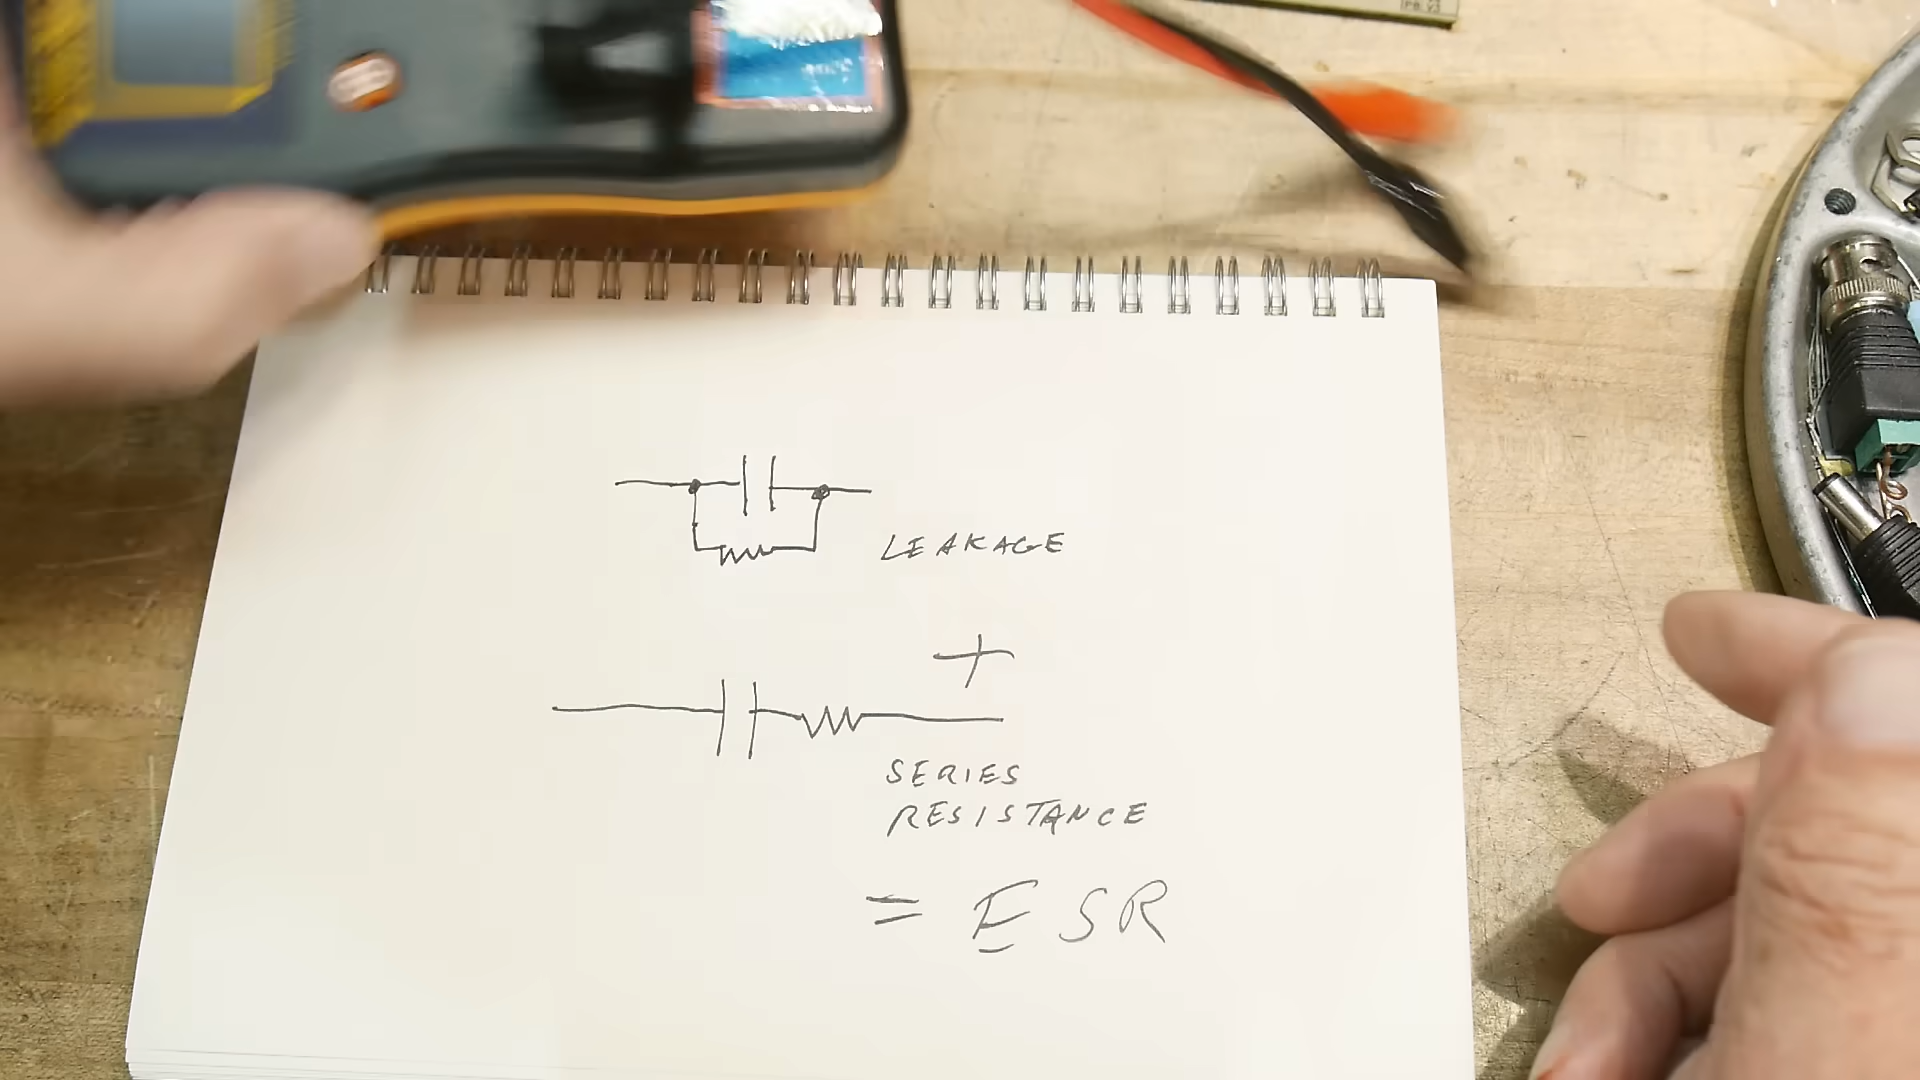 LEAKAGE
+
SERIES
RESISTANCE
= ESR